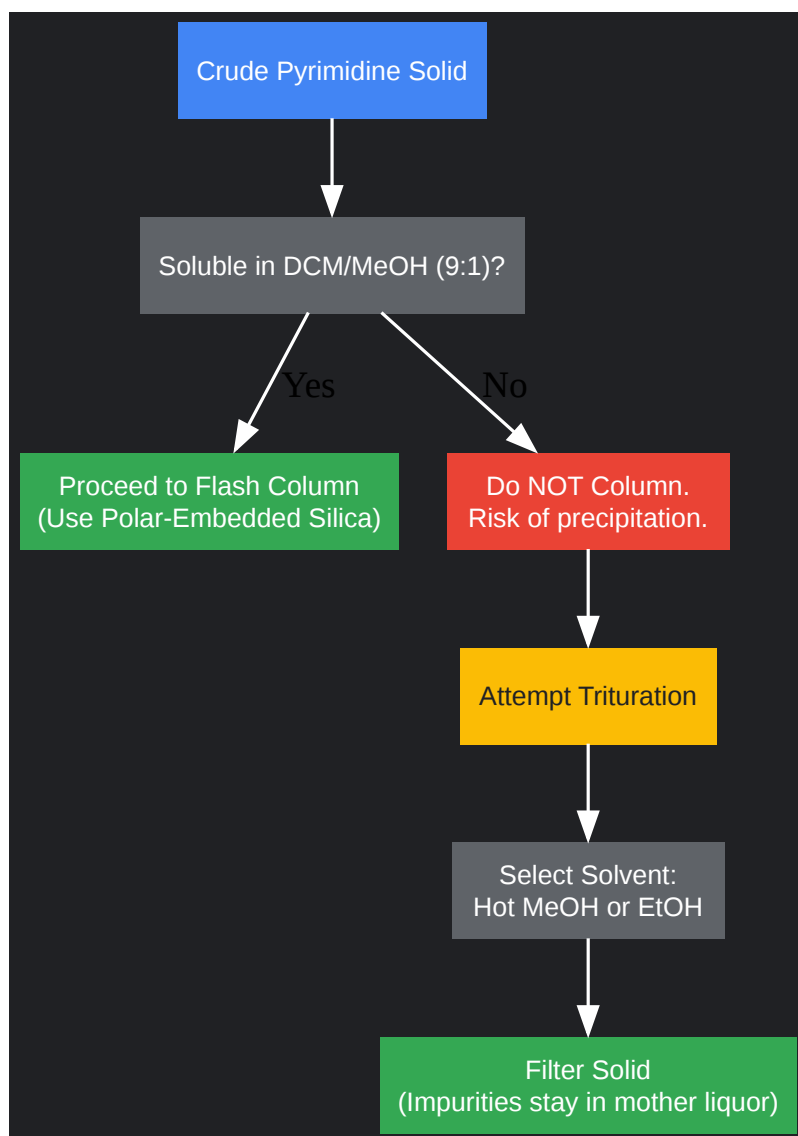 Crude Pyrimidine Solid
Soluble in DCM/MeOH (9:1)?
Yes
No
Proceed to Flash Column
(Use Polar-Embedded Silica)
Do NOT Column.
Risk of precipitation.
Attempt Trituration
Select Solvent:
Hot MeOH or EtOH
Filter Solid
(Impurities stay in mother liquor)